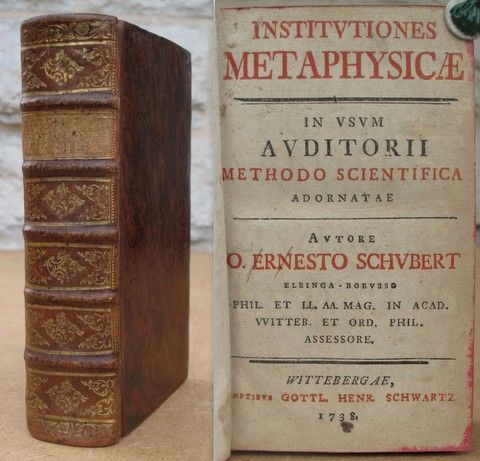 INSTITVTIONES
METAPHYSICÆ
IN VSVM
AVDITORII
METHODO SCIENTIFICA
ADORNATAE
AVTORE
O. ERNESTO SCHVBERT
ELBINGA-BORVSSO
PHIL. ET LL. AA. MAG. IN ACAD.
VVITTEB. ET ORD. PHIL.
ASSESSORE.
WITTEBERGAE,
MPTIBVS GOTTL. HENR. SCHWARTZ
1738.